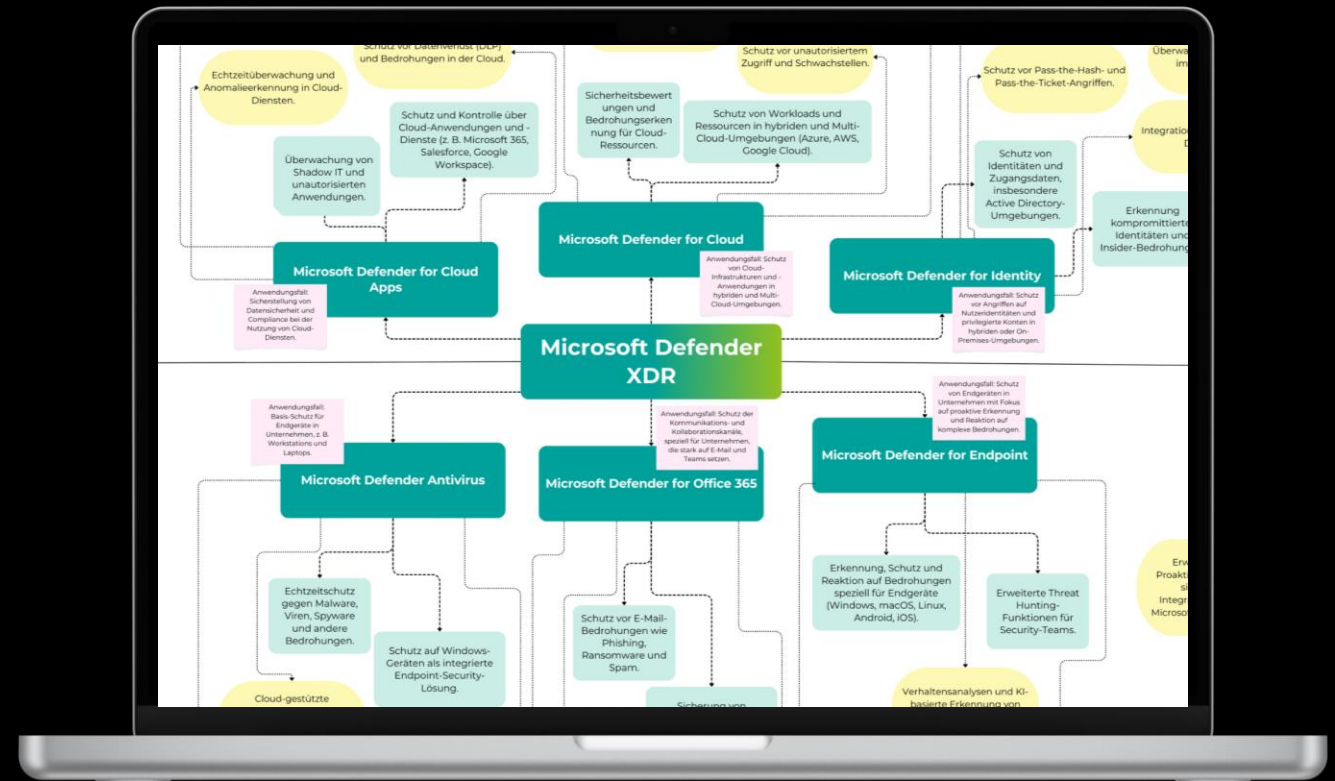 Schutz vor Datenverlust (DLP)
und Bedrohungen in der Cloud.
Echtzeitüberwachung und
Anomalieerkennung in Cloud-
Diensten.
Schutz und Kontrolle über
Cloud-Anwendungen und -
Dienste (z. B. Microsoft 365,
Salesforce, Google
Workspace).
Überwachung von
Shadow IT und
unautorisierten
Anwendungen.
Microsoft Defender for Cloud
Apps
Anwendungsfall:
Sicherstellung von
Datensicherheit und
Compliance bei der
Nutzung von Cloud-
Diensten.
Schutz vor unautorisiertem
Zugriff und Schwachstellen.
Sicherheitsbewert
ungen und
Bedrohungserken
nung für Cloud-
Ressourcen.
Schutz von Workloads und
Ressourcen in hybriden und Multi-
Cloud-Umgebungen (Azure, AWS,
Google Cloud).
Microsoft Defender for Cloud
Anwendungsfall: Schutz
von Cloud-
Infrastrukturen und -
Anwendungen in
hybriden und Multi-
Cloud-Umgebungen.
Schutz vor Pass-the-Hash- und
Pass-the-Ticket-Angriffen.
Überwa
im
Integration
Schutz von
Identitäten und
Zugangsdaten,
insbesondere
Active Directory-
Umgebungen.
Erkennung
kompromittierte
Identitäten und
Insider-Bedrohung
Microsoft Defender for Identity
Anwendungsfall: Schutz
vor Angriffen auf
Nutzeridentitäten und
privilegierte Konten in
hybriden oder On-
Premises-Umgebungen.
Microsoft Defender
XDR
Anwendungsfall:
Basis-Schutz für
Endgeräte in
Unternehmen, z. B.
Workstations und
Laptops.
Microsoft Defender Antivirus
Echtzeitschutz
gegen Malware,
Viren, Spyware
und andere
Bedrohungen.
Schutz auf Windows-
Geräten als integrierte
Endpoint-Security-
Lösung.
Cloud-gestützte
Anwendungsfall: Schutz der
Kommunikations- und
Kollaborationskanäle,
speziell für Unternehmen,
die stark auf E-Mail und
Teams setzen.
Microsoft Defender for Office 365
Schutz vor E-Mail-
Bedrohungen wie
Phishing,
Ransomware und
Spam.
Sicherung von
Anwendungsfall: Schutz
von Endgeräten in
Unternehmen mit Fokus
auf proaktive Erkennung
und Reaktion auf
komplexe Bedrohungen.
Microsoft Defender for Endpoint
Erkennung, Schutz und
Reaktion auf Bedrohungen
speziell für Endgeräte
(Windows, macOS, Linux,
Android, iOS).
Erweiterte Threat
Hunting-
Funktionen für
Security-Teams.
Verhaltensanalysen und KI-
basierte Erkennung von
Erw
Proakti
si
Integr
Microsof